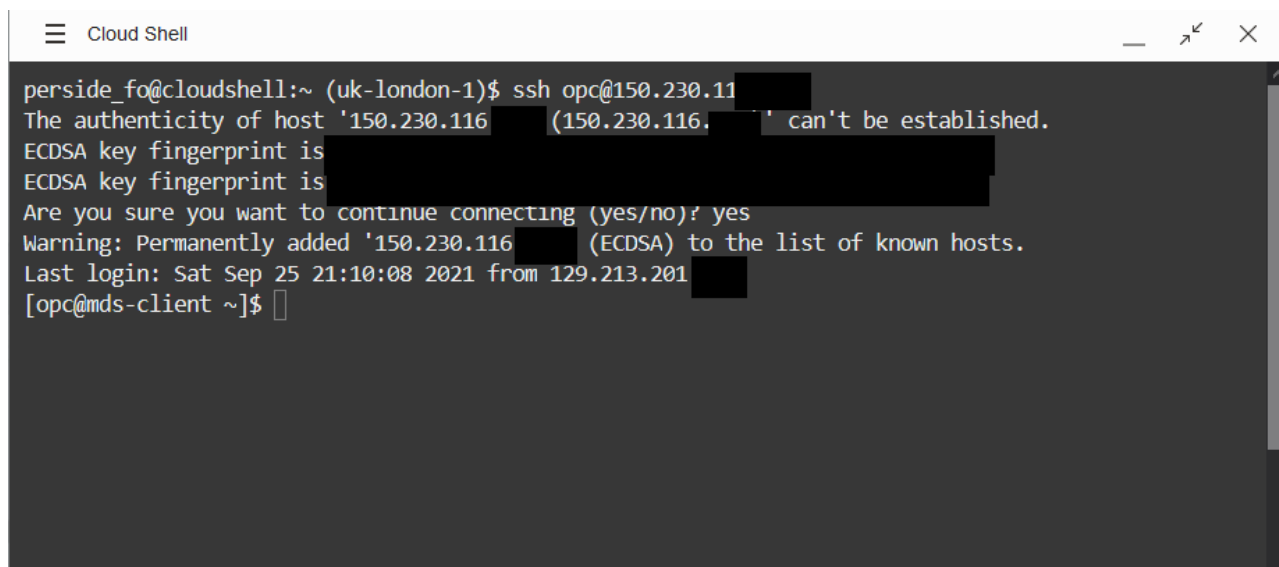 Cloud Shell
perside_fo@cloudshell:~ (uk-london-1)$ ssh opc@150.230.11
The authenticity of host '150.230.116 (150.230.116. ' can't be established.
ECDSA key fingerprint is
ECDSA key fingerprint is
Are you sure you want to continue connecting (yes/no)? yes
Warning: Permanently added '150.230.116 (ECDSA) to the list of known hosts.
Last login: Sat Sep 25 21:10:08 2021 from 129.213.201
[opc@mds-client ~]$